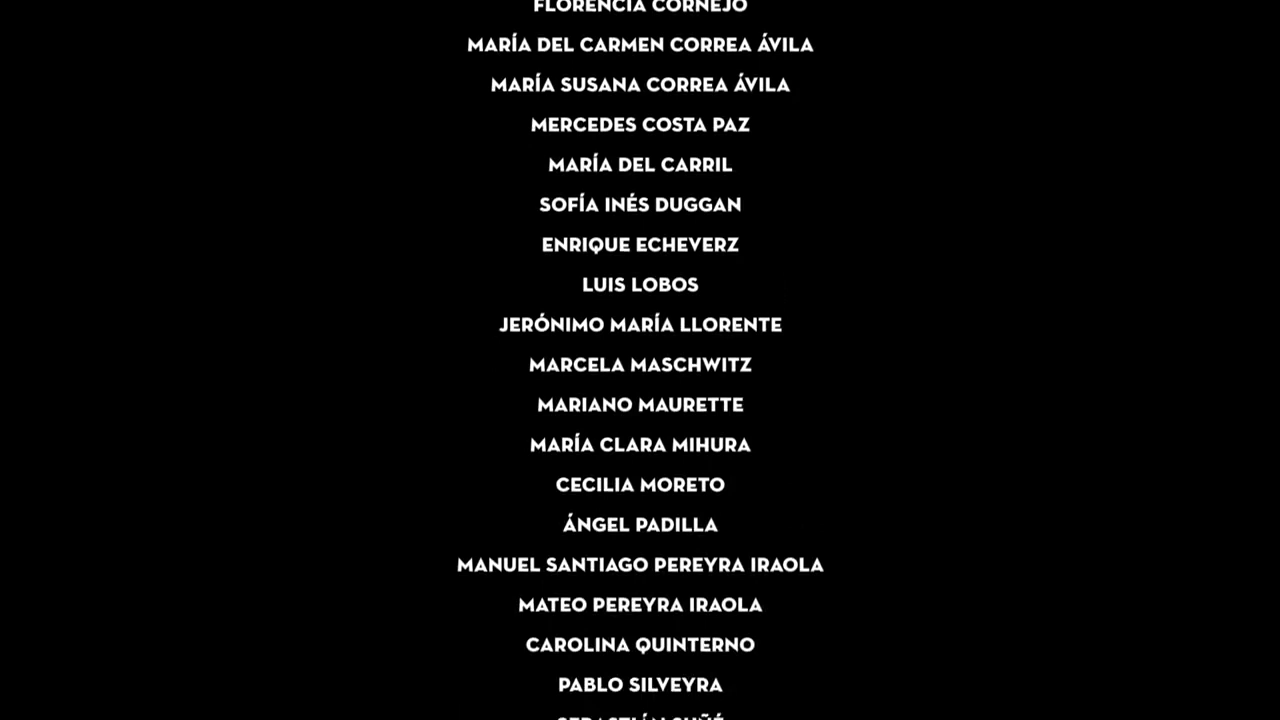 FLORENCIA CORNEJO
MARÍA DEL CARMEN CORREA ÁVILA
MARÍA SUSANA CORREA ÁVILA
MERCEDES COSTA PAZ
MARÍA DEL CARRIL
SOFÍA INÉS DUGGAN
ENRIQUE ECHEVERZ
LUIS LOBOS
JERÓNIMO MARÍA LLORENTE
MARCELA MASCHWITZ
MARIANO MAURETTE
MARÍA CLARA MIHURA
CECILIA MORETO
ÁNGEL PADILLA
MANUEL SANTIAGO PEREYRA IRAOLA
MATEO PEREYRA IRAOLA
CAROLINA QUINTERNO
PABLO SILVEYRA
SEBASTIÁN SUÑÉ